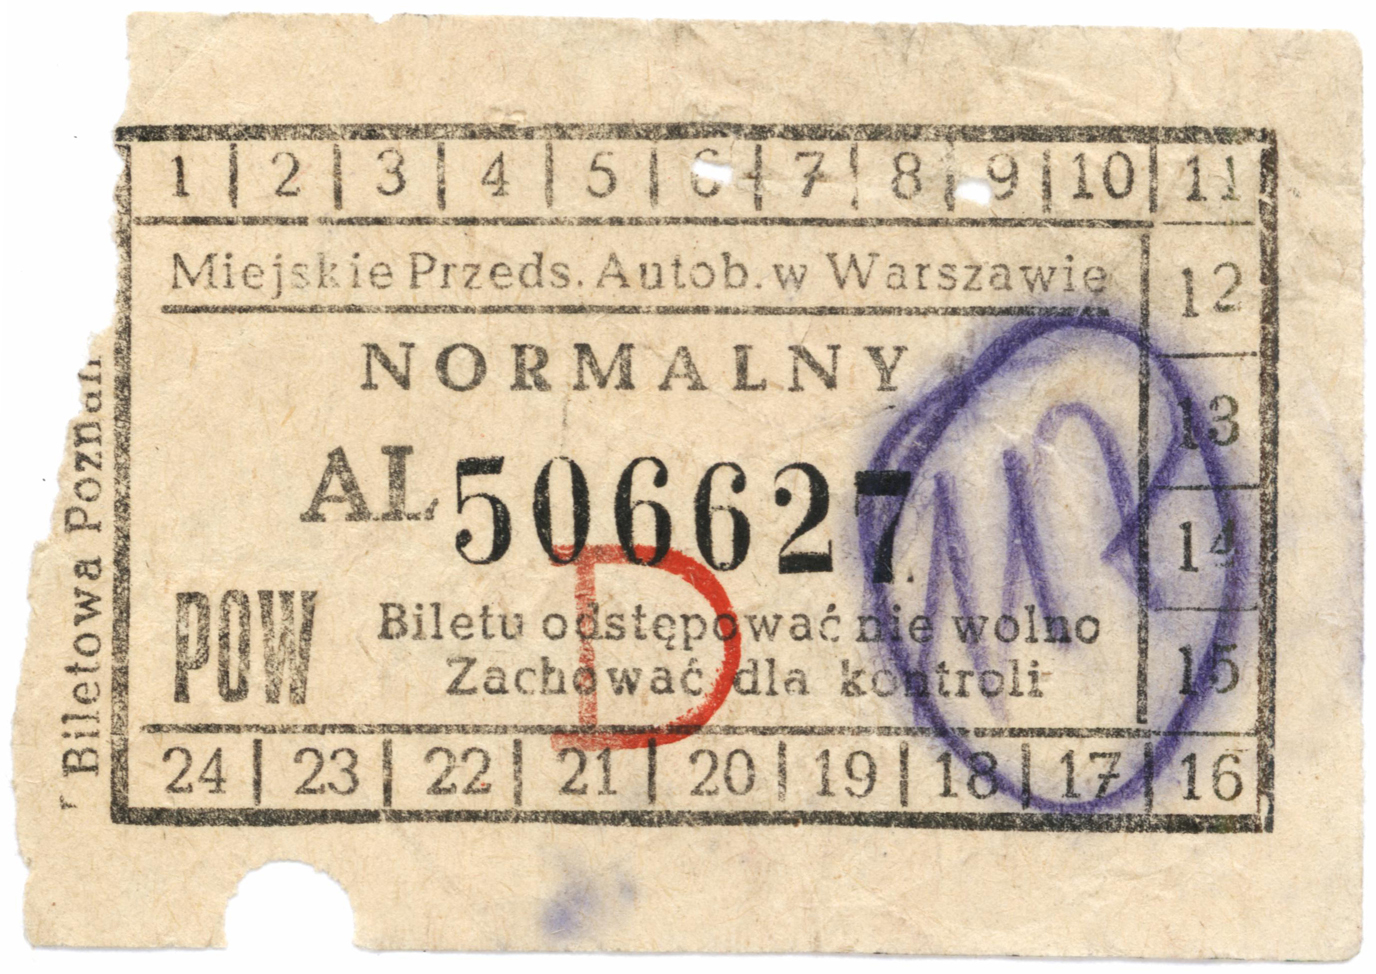 1 | 2 | 3 | 4 | 5 | 6 | 7 | 8 | 9 | 10 | 11
Miejskie Przeds. Autob. w Warszawie
12
NORMALNY
13
AL 506627
14
D
POW
Biletu odstępować nie wolno
Zachować dla kontroli
15
24 | 23 | 22 | 21 | 20 | 19 | 18 | 17 | 16
Biletowa Poznań